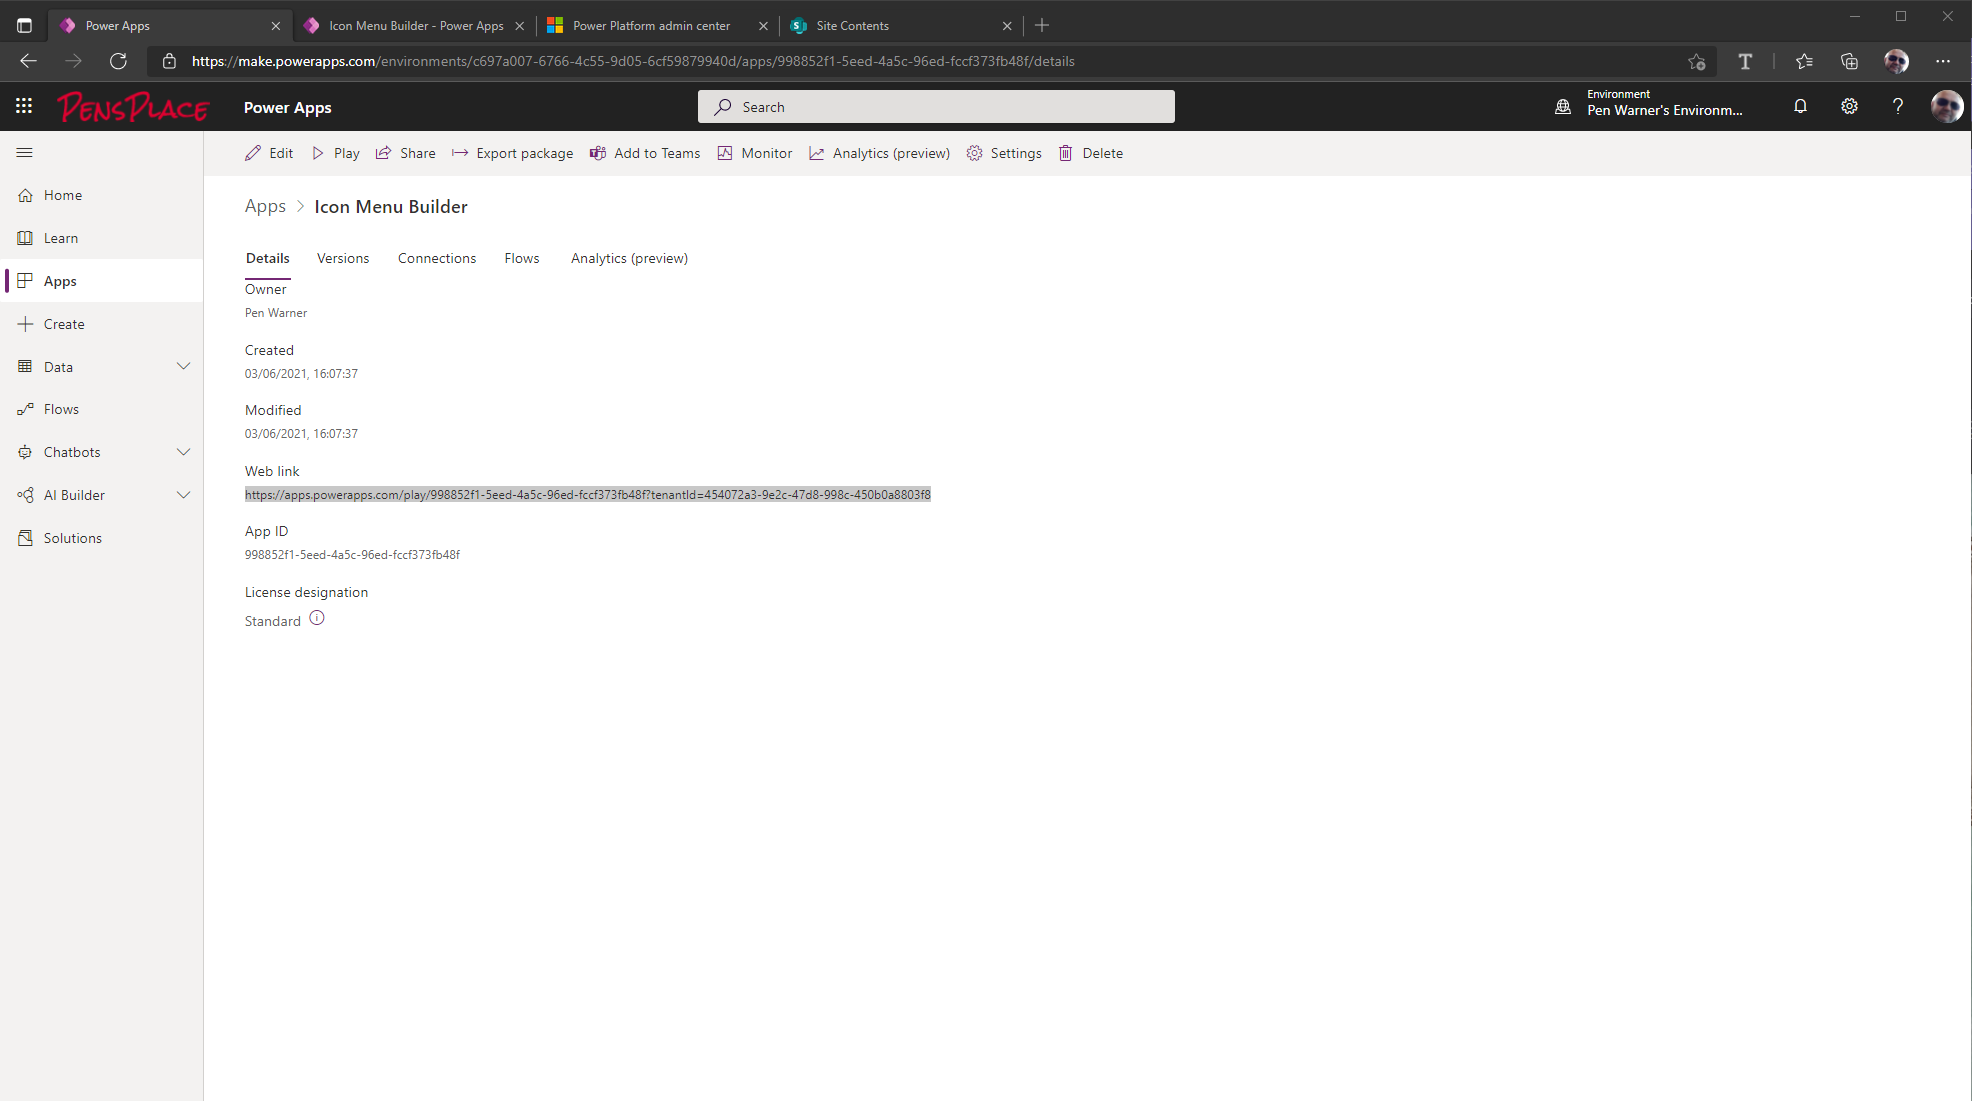 Power Apps
Icon Menu Builder - Power Apps
Power Platform admin center
Site Contents
https://make.powerapps.com/environments/c697a007-6766-4c55-9d05-6cf59879940d/apps/998852f1-5eed-4a5c-96ed-fccf373fb48f/details
PENSPLACE
Power Apps
Search
Environment
Pen Warner's Environm...
Edit
Play
Share
Export package
Add to Teams
Monitor
Analytics (preview)
Settings
Delete
Home
Learn
Apps
Create
Data
Flows
Chatbots
AI Builder
Solutions
Apps > Icon Menu Builder
Details
Versions
Connections
Flows
Analytics (preview)
Owner
Pen Warner
Created
03/06/2021, 16:07:37
Modified
03/06/2021, 16:07:37
Web link
https://apps.powerapps.com/play/998852f1-5eed-4a5c-96ed-fccf373fb48f?tenantId=454072a3-9e2c-47d8-998c-450b0a8803f8
App ID
998852f1-5eed-4a5c-96ed-fccf373fb48f
License designation
Standard